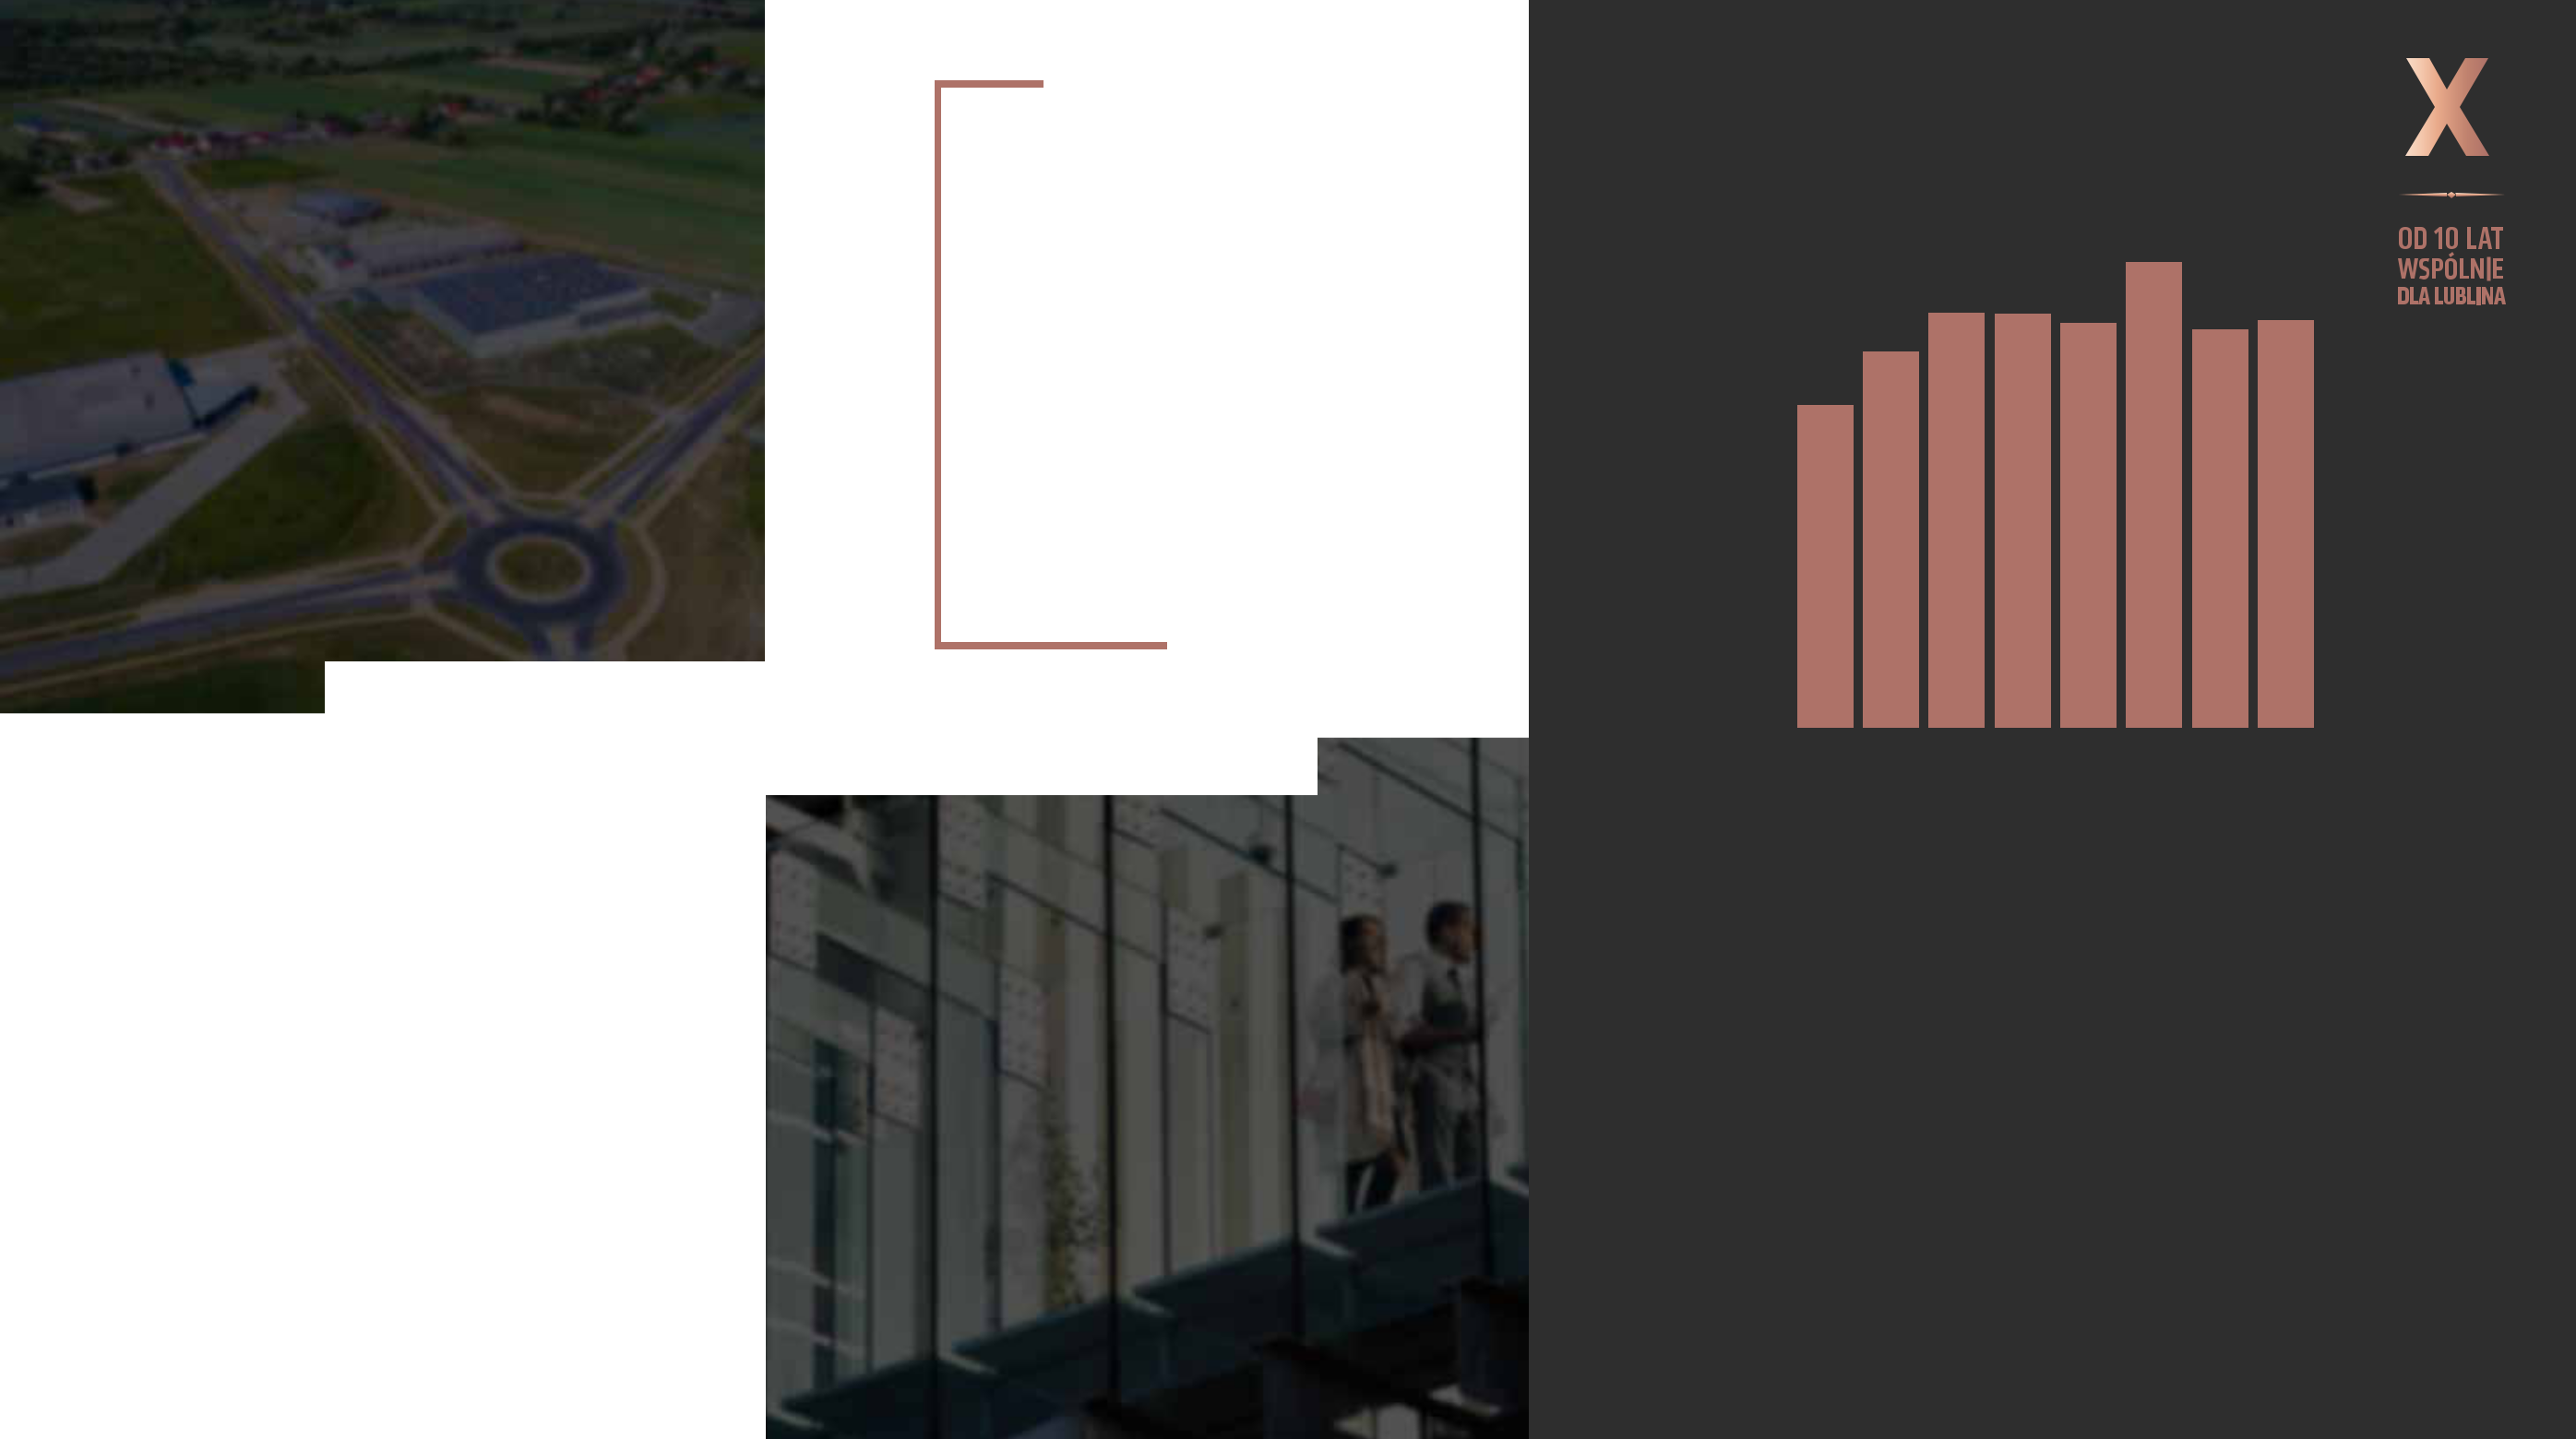 X
OD 10 LAT
WSPÓLNIE
DLA LUBLINA